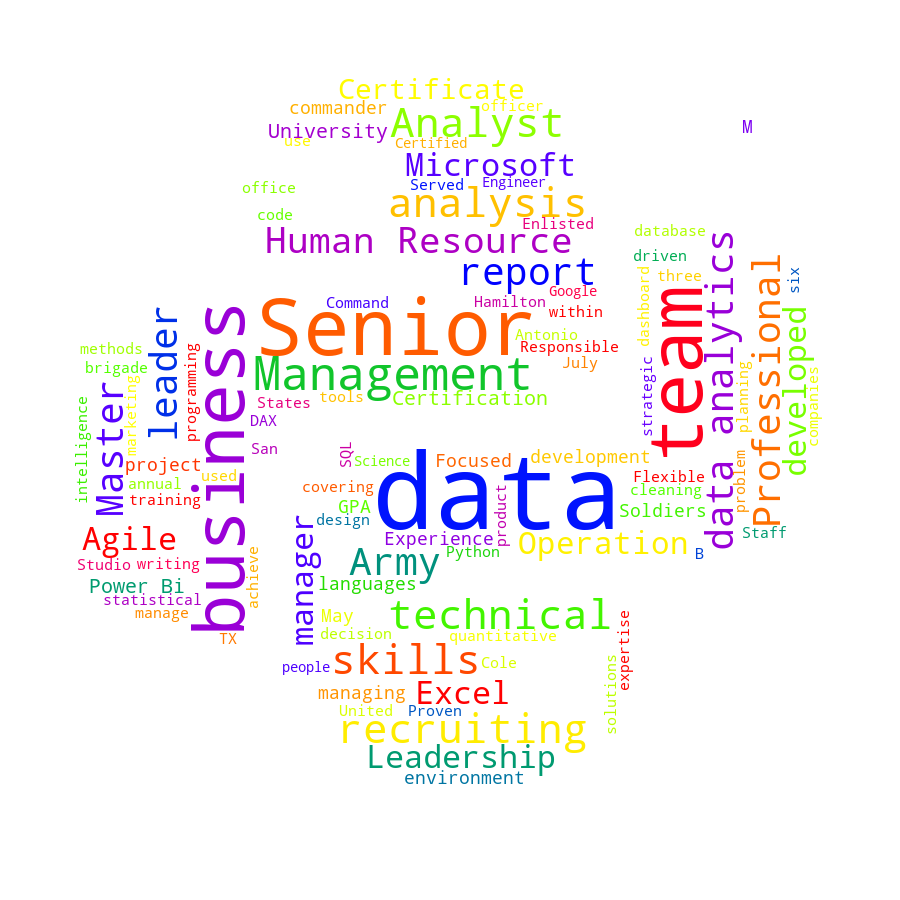 Certificate
commander
officer
Analyst
University
M
use
Certified
Microsoft
Served
Engineer
office
analysis
code
Enlisted
database
Human Resource
driven
report
three
six
Google
Hamilton
Command
Senior
within
team
data analytics
Professional
dashboard
developed
leader
Antonio
Responsible
methods
July
brigade
Management
programming
business
strategic
planning
companies
marketing
Master
tools
Certification
States
intelligence
DAX
San
SQL
Science
Focused
development
project
used
Flexible
problem
annual
covering
data
cleaning
training
GPA
Soldiers
design
product
Staff
Agile
Experience
Operation
Python
B
Army
Studio
writing
achieve
manager
languages
Power Bi
statistical
manage
technical
May
TX
decision
quantitative
expertise
people
skills
Cole
managing
Excel
solutions
United
Proven
recruiting
Leadership
environment